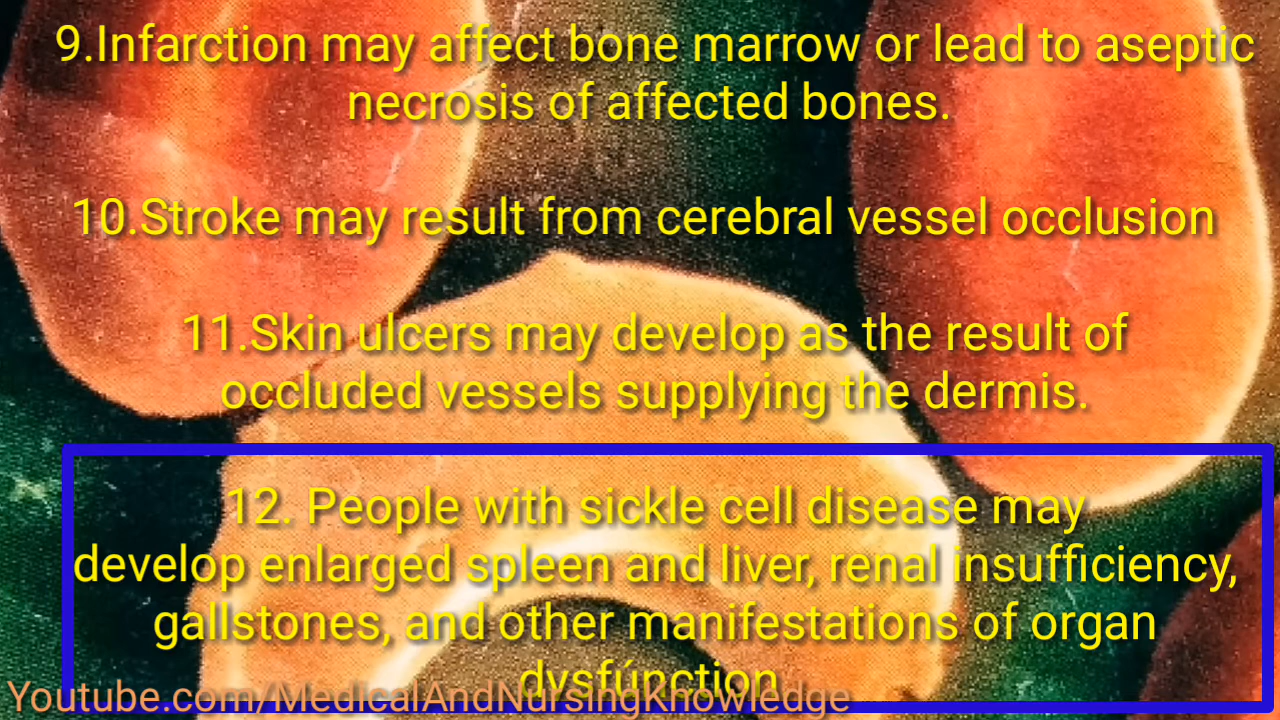 9.Infarction may affect bone marrow or lead to aseptic
necrosis of affected bones.
10.Stroke may result from cerebral vessel occlusion
11.Skin ulcers may develop as the result of
occluded vessels supplying the dermis.
12. People with sickle cell disease may
develop enlarged spleen and liver, renal insufficiency,
gallstones, and other manifestations of organ
dysfúnction
Youtube.com/MedicalAndNursingKnowledge